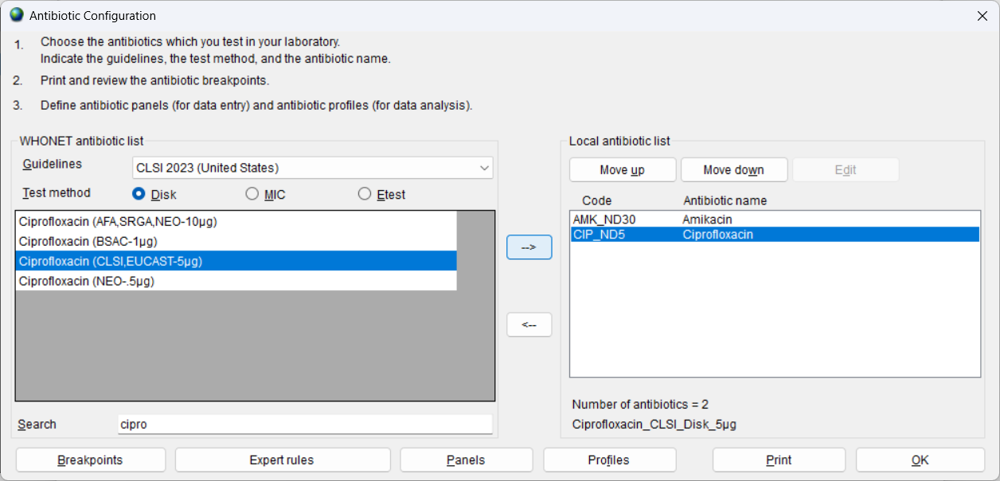 Antibiotic Configuration
1. Choose the antibiotics which you test in your laboratory.
Indicate the guidelines, the test method, and the antibiotic name.
2. Print and review the antibiotic breakpoints.
3. Define antibiotic panels (for data entry) and antibiotic profiles (for data analysis).
WHONET antibiotic list
Guidelines CLSI 2023 (United States)
Test method Disk MIC Etest
Ciprofloxacin (AFA,SRGA,NEO-10µg)
Ciprofloxacin (BSAC-1µg)
Ciprofloxacin (CLSI,EUCAST-5µg)
Ciprofloxacin (NEO-.5µg)
Search cipro
-->
<--
Local antibiotic list
Move up Move down Edit
Code Antibiotic name
AMK_ND30 Amikacin
CIP_ND5 Ciprofloxacin
Number of antibiotics = 2
Ciprofloxacin_CLSI_Disk_5µg
Breakpoints Expert rules Panels Profiles Print OK